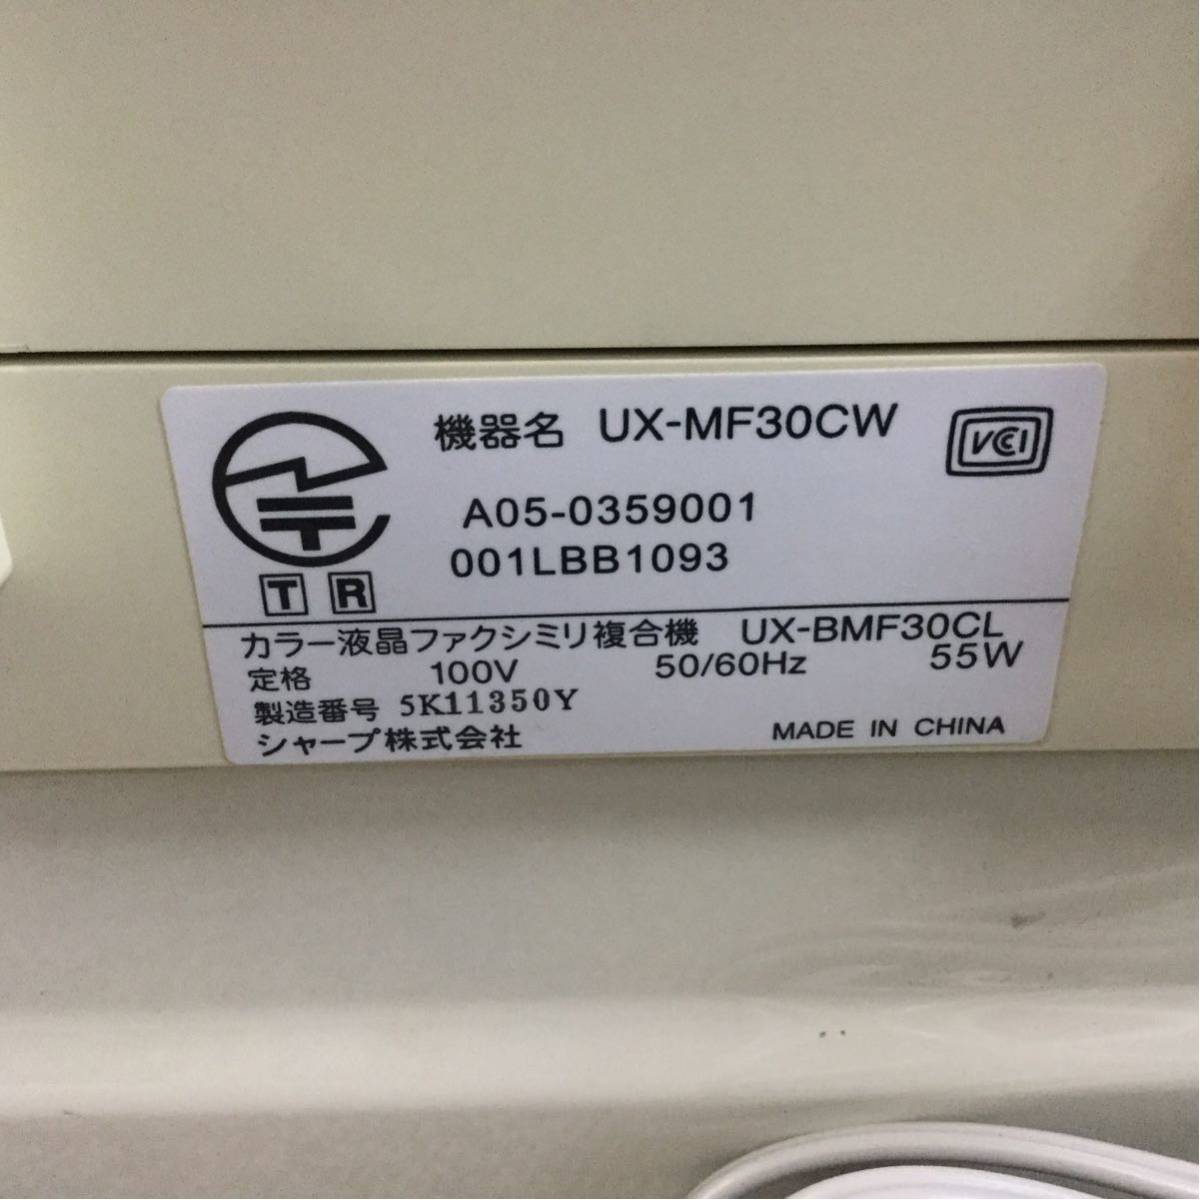 機器名 UX-MF30CW
VCCI
A05-0359001
001LBB1093
T R
カラー液晶ファクシミリ複合機 UX-BMF30CL
定格 100V 50/60Hz 55W
製造番号 5K11350Y
シャープ株式会社 MADE IN CHINA